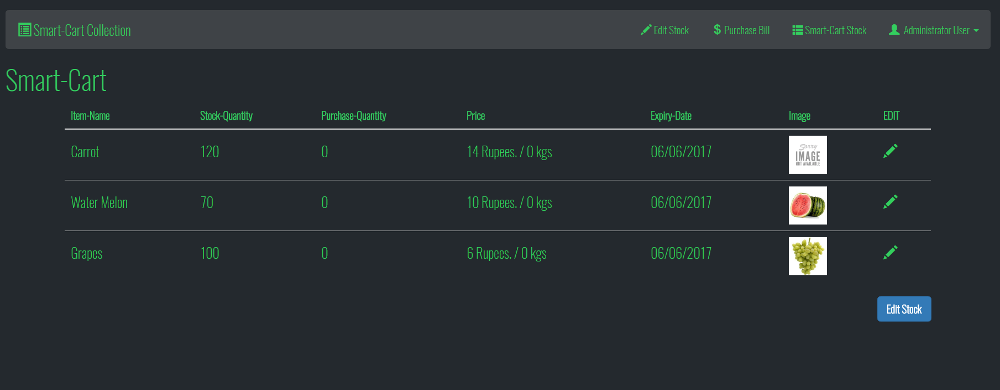 Smart-Cart Collection Edit Stock $ Purchase Bill Smart-Cart Stock Administrator User
Smart-Cart
Item-Name Stock-Quantity Purchase-Quantity Price Expiry-Date Image EDIT
Carrot 120 0 14 Rupees. / 0 kgs 06/06/2017
Sorry
IMAGE
NOT AVAILABLE
Water Melon 70 0 10 Rupees. / 0 kgs 06/06/2017
Grapes 100 0 6 Rupees. / 0 kgs 06/06/2017
Edit Stock